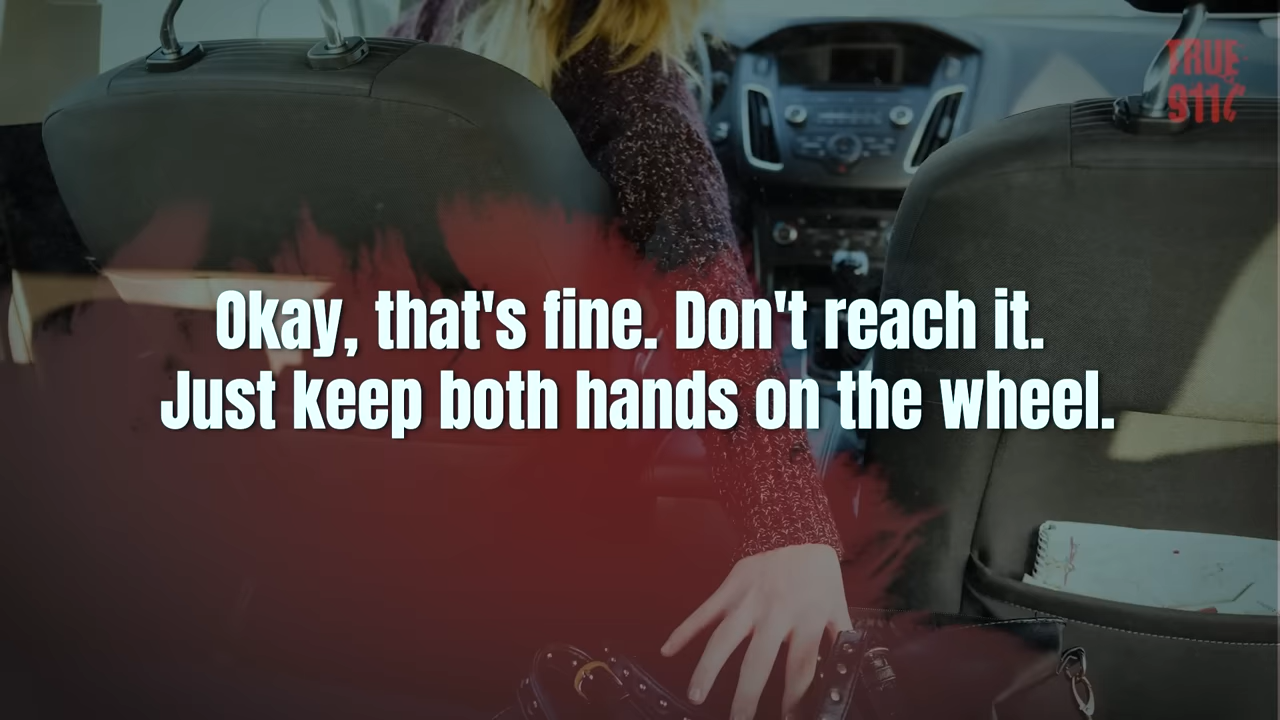 TRUE
911
Okay, that's fine. Don't reach it.
Just keep both hands on the wheel.